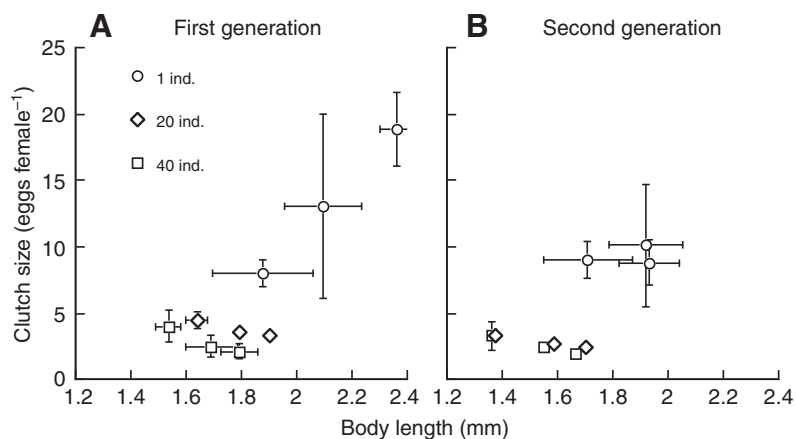 A First generation
B Second generation
25
20
15
10
5
0
Clutch size (eggs female⁻¹)
1 ind.
20 ind.
40 ind.
1.2 1.4 1.6 1.8 2 2.2 2.4
1.2 1.4 1.6 1.8 2 2.2 2.4
Body length (mm)